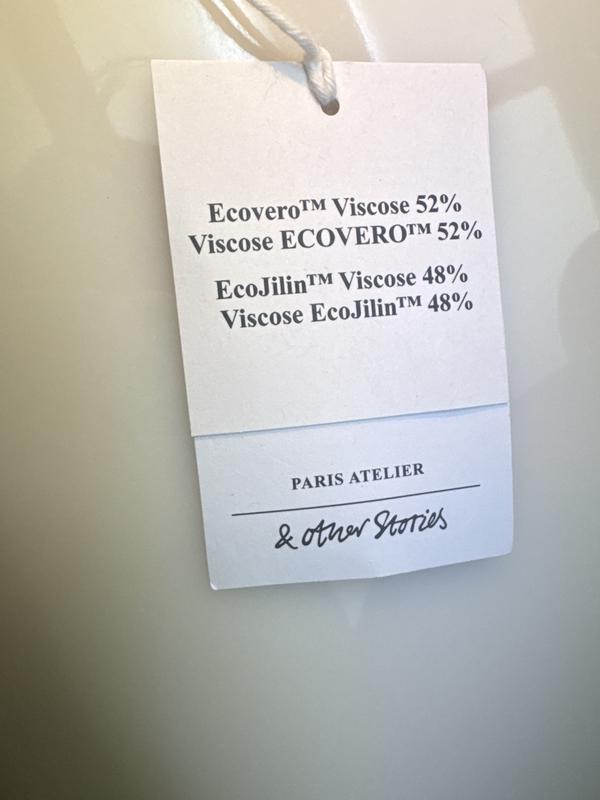 Ecovero™ Viscose 52%
Viscose ECOVERO™ 52%
EcoJilin™ Viscose 48%
Viscose EcoJilin™ 48%
PARIS ATELIER
& other Stories